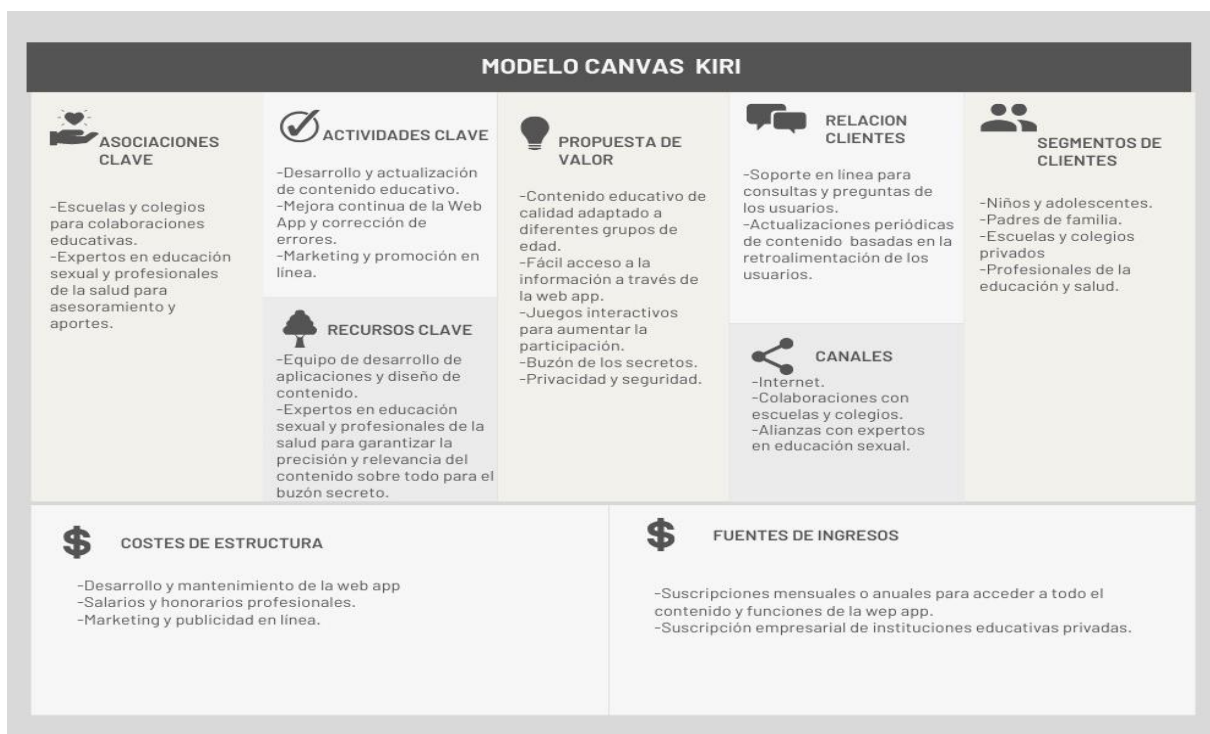 MODELO CANVAS KIRI
ASOCIACIONES
CLAVE
-Escuelas y colegios
para colaboraciones
educativas.
-Expertos en educación
sexual y profesionales
de la salud para
asesoramiento y
aportes.
ACTIVIDADES CLAVE
-Desarrollo y actualización
de contenido educativo.
-Mejora continua de la Web
App y corrección de
errores.
-Marketing y promoción en
línea.
RECURSOS CLAVE
-Equipo de desarrollo de
aplicaciones y diseño de
contenido.
-Expertos en educación
sexual y profesionales de la
salud para garantizar la
precisión y relevancia del
contenido sobre todo para el
buzón secreto.
PROPUESTA DE
VALOR
-Contenido educativo de
calidad adaptado a
diferentes grupos de
edad.
-Fácil acceso a la
información a través de
la web app.
-Juegos interactivos
para aumentar la
participación.
-Buzón de los secretos.
-Privacidad y seguridad.
RELACION
CLIENTES
-Soporte en línea para
consultas y preguntas de
los usuarios.
-Actualizaciones periódicas
de contenido basadas en la
retroalimentación de los
usuarios.
CANALES
-Internet.
-Colaboraciones con
escuelas y colegios.
-Alianzas con expertos
en educación sexual.
SEGMENTOS DE
CLIENTES
-Niños y adolescentes.
-Padres de familia.
-Escuelas y colegios
privados
-Profesionales de la
educación y salud.
COSTES DE ESTRUCTURA
-Desarrollo y mantenimiento de la web app
-Salarios y honorarios profesionales.
-Marketing y publicidad en línea.
FUENTES DE INGRESOS
-Suscripciones mensuales o anuales para acceder a todo el
contenido y funciones de la wep app.
-Suscripción empresarial de instituciones educativas privadas.